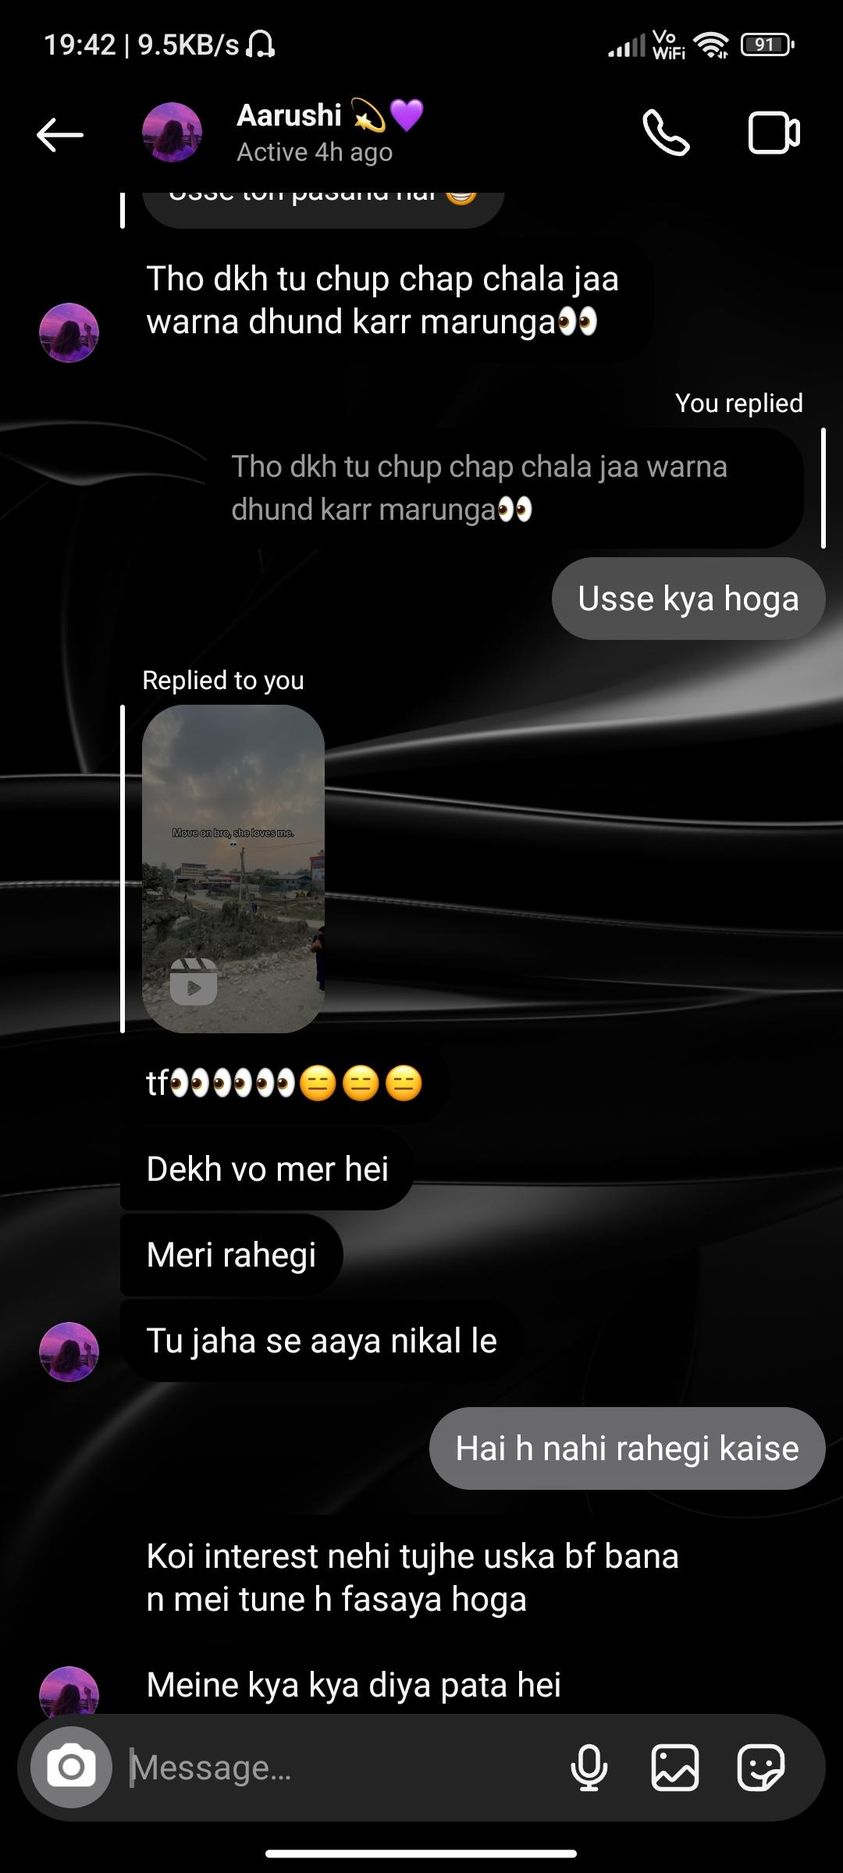 19:42 | 9.5KB/s
Vo
WiFi
91
Aarushi 💫💜
Active 4h ago
Usse toh pasand hai 😁
Tho dkh tu chup chap chala jaa
warna dhund karr marunga👀
You replied
Tho dkh tu chup chap chala jaa warna
dhund karr marunga👀
Usse kya hoga
Replied to you
Move on bro, she loves me.
tf👀👀👀😑😑😑
Dekh vo mer hei
Meri rahegi
Tu jaha se aaya nikal le
Hai h nahi rahegi kaise
Koi interest nehi tujhe uska bf bana
n mei tune h fasaya hoga
Meine kya kya diya pata hei
Message...